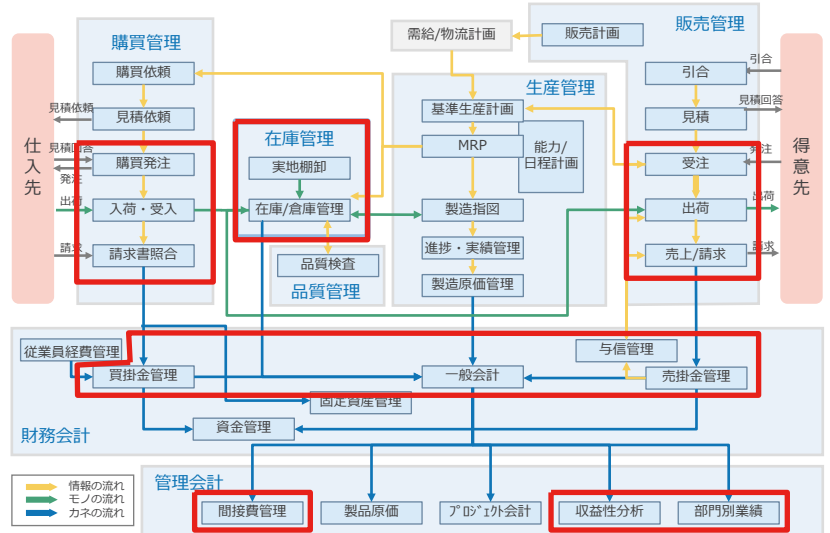 購買管理
購買依頼
見積依頼
購買発注
入荷・受入
請求書照合
仕入先
見積依頼
見積回答
発注
出荷
請求
在庫管理
実地棚卸
在庫/倉庫管理
品質検査
品質管理
需給/物流計画
販売計画
生産管理
基準生産計画
MRP
能力/
日程計画
製造指図
進捗・実績管理
製造原価管理
販売管理
引合
見積
受注
出荷
売上/請求
引合
見積回答
発注
出荷
請求
得意先
従業員経費管理
買掛金管理
一般会計
与信管理
売掛金管理
固定資産管理
資金管理
財務会計
管理会計
間接費管理
製品原価
ﾌﾟﾛｼﾞｪｸﾄ会計
収益性分析
部門別業績
情報の流れ
モノの流れ
カネの流れ